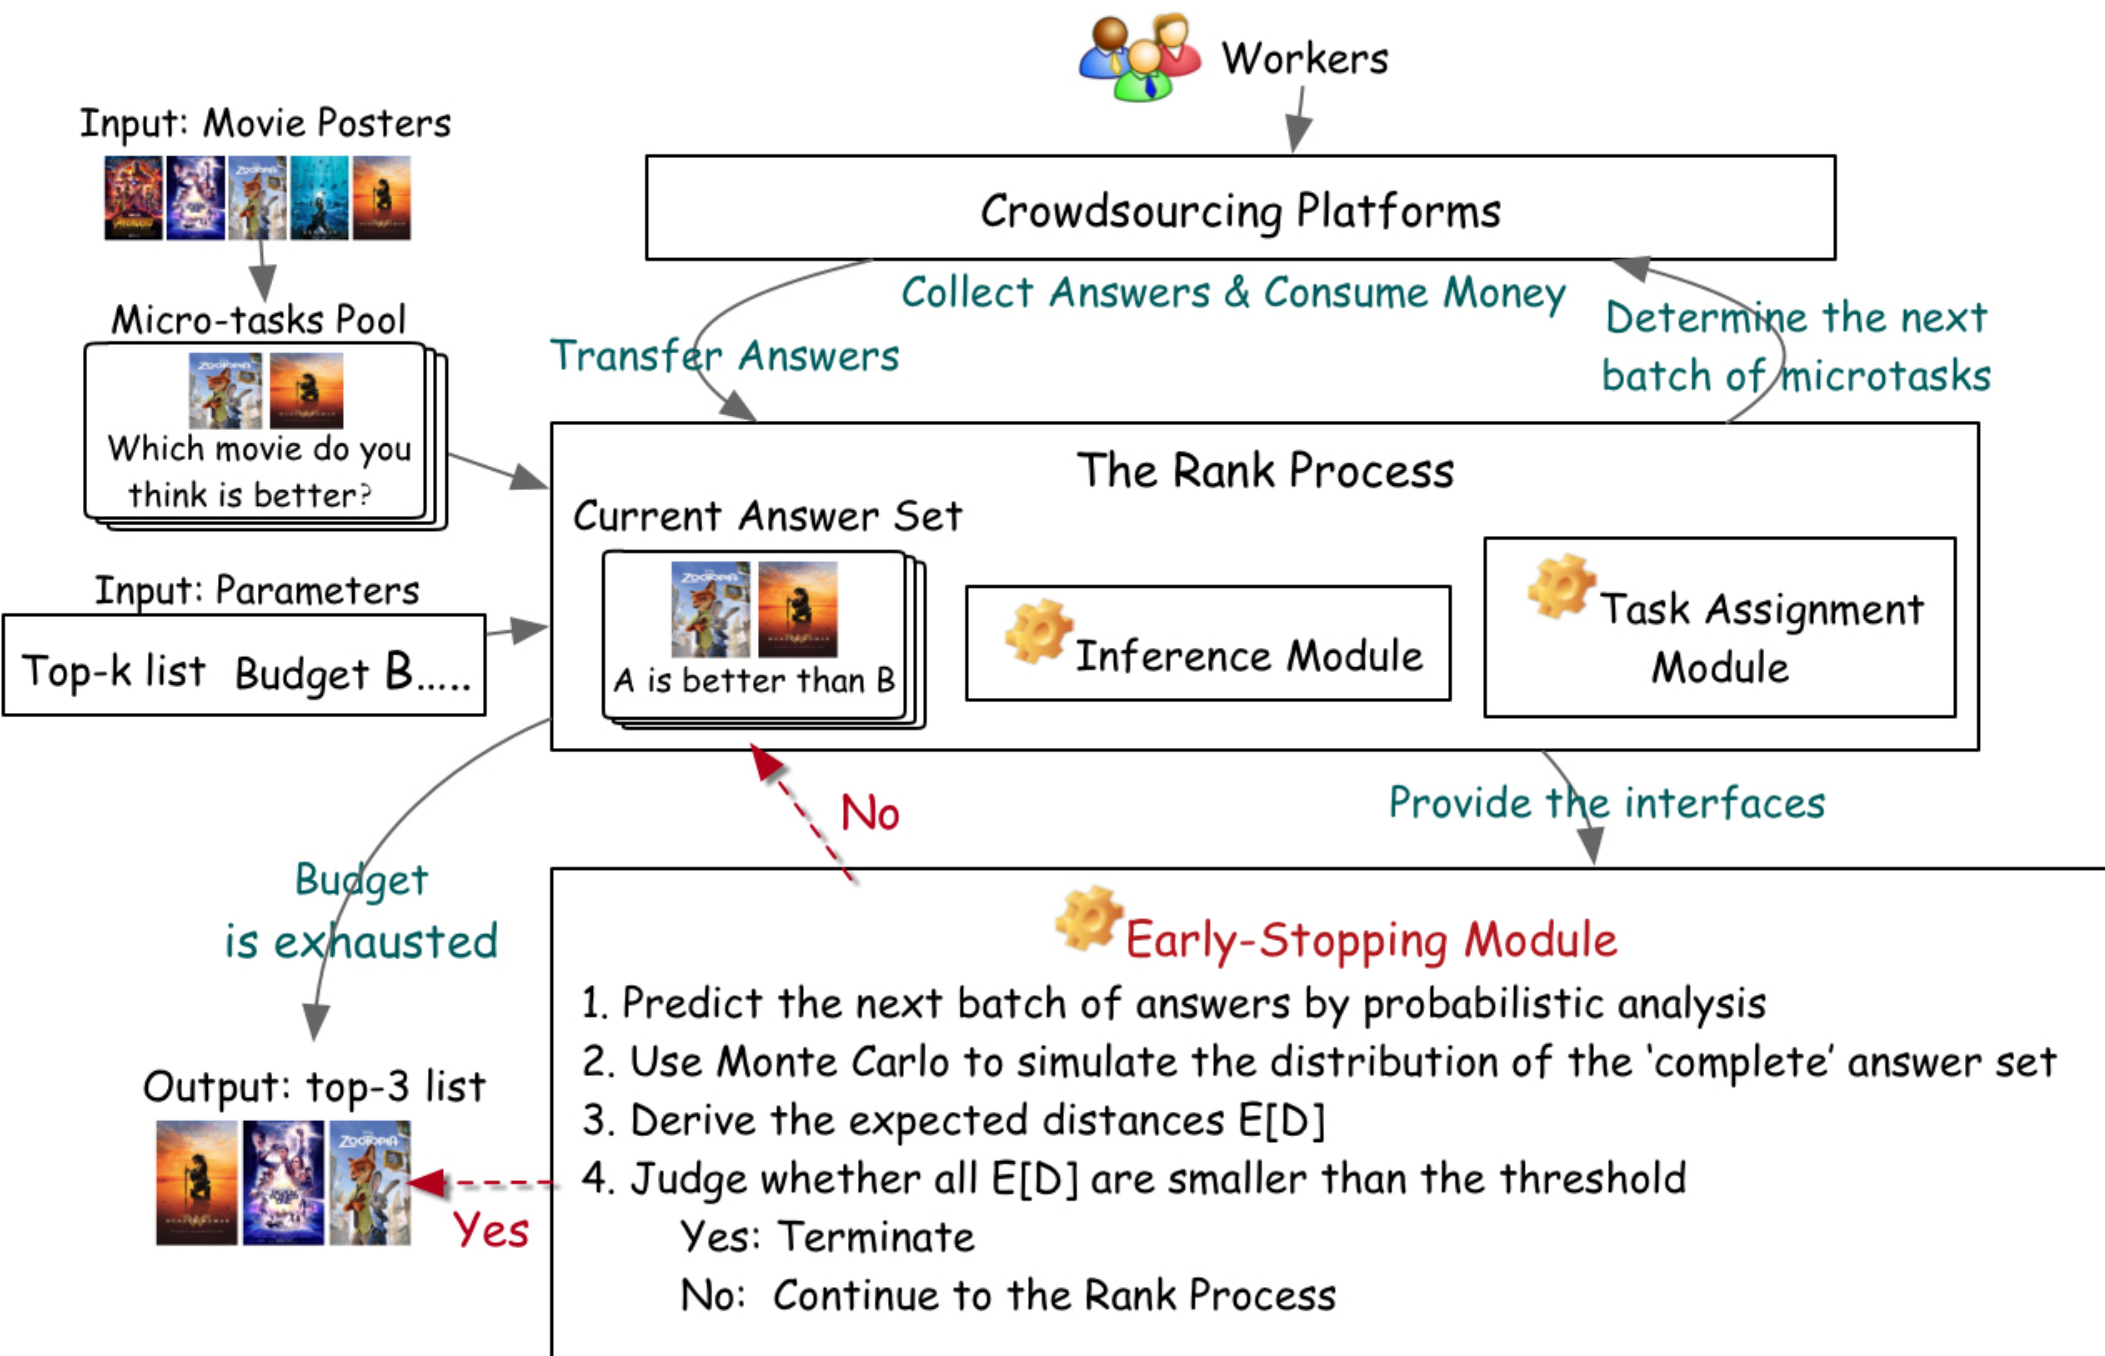 Workers
Input: Movie Posters
Crowdsourcing Platforms
Collect Answers & Consume Money
Determine the next
batch of microtasks
Transfer Answers
Micro-tasks Pool
ZOOTOPIA
Which movie do you
think is better?
Input: Parameters
Top-k list Budget B.....
The Rank Process
Current Answer Set
ZOOTOPIA
A is better than B
Inference Module
Task Assignment
Module
No
Provide the interfaces
Budget
is exhausted
Early-Stopping Module
1. Predict the next batch of answers by probabilistic analysis
2. Use Monte Carlo to simulate the distribution of the ‘complete’ answer set
3. Derive the expected distances E[D]
4. Judge whether all E[D] are smaller than the threshold
Yes: Terminate
No: Continue to the Rank Process
Output: top-3 list
ZOOTOPIA
Yes